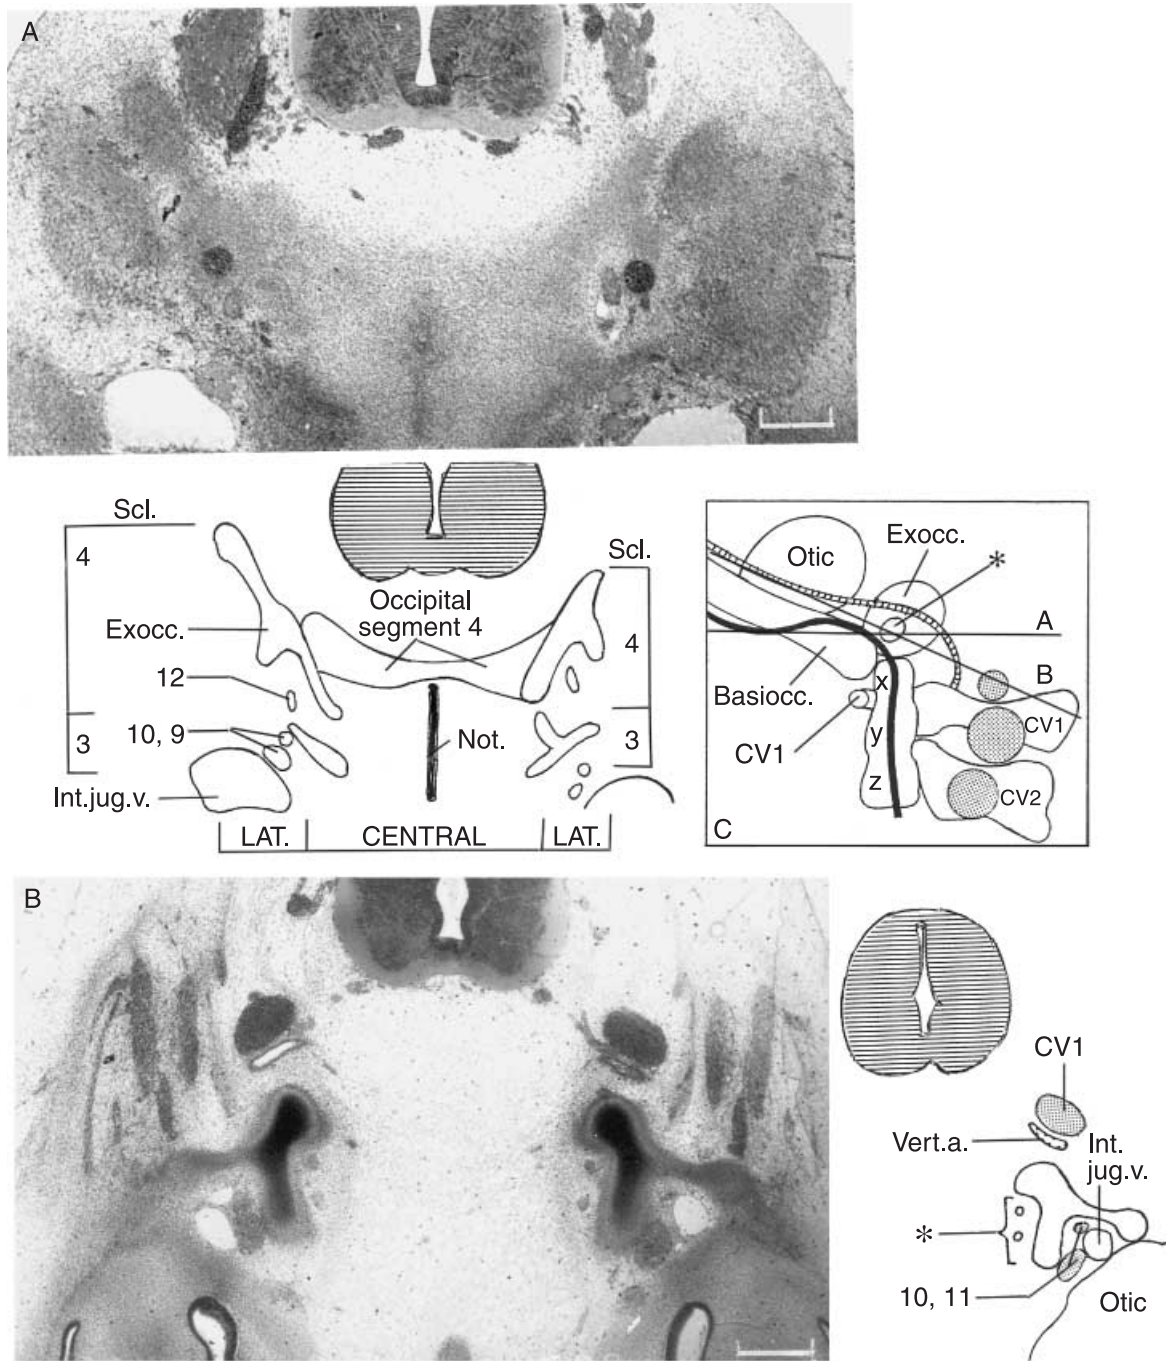 A
Scl.
4
Exocc.
12
3
10, 9
Int.jug.v.
Occipital
segment 4
Not.
Scl.
4
3
LAT.
CENTRAL
LAT.
Otic
Exocc.
*
A
B
Basiocc.
x
CV1
CV1
y
z
CV2
C
B
CV1
Vert.a.
Int.
jug.v.
*
10, 11
Otic